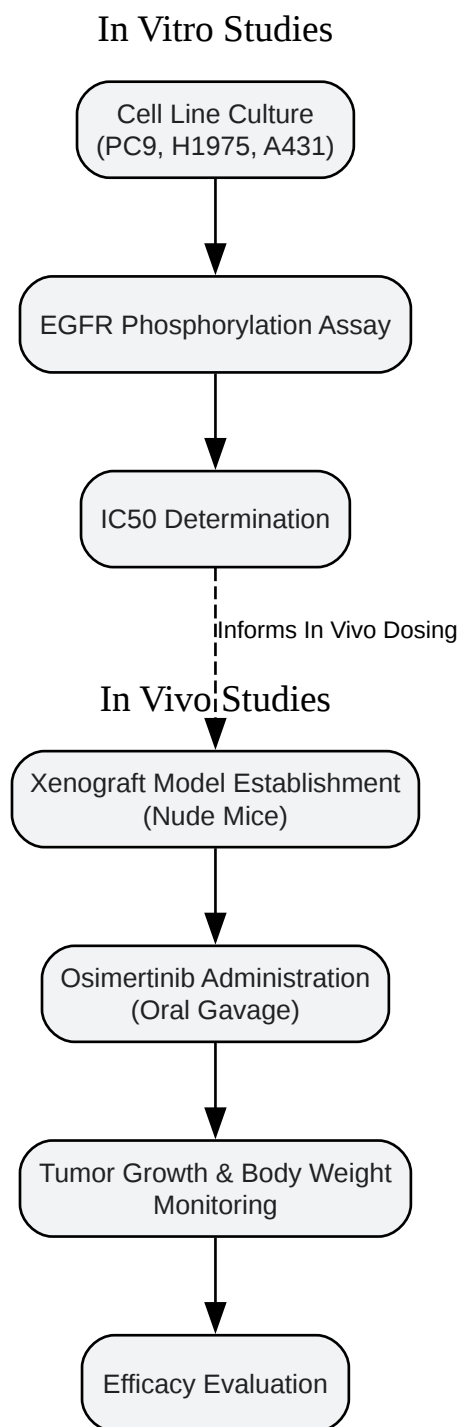 In Vitro Studies
Cell Line Culture
(PC9, H1975, A431)
EGFR Phosphorylation Assay
IC50 Determination
Informs In Vivo Dosing
In Vivo Studies
Xenograft Model Establishment
(Nude Mice)
Osimertinib Administration
(Oral Gavage)
Tumor Growth & Body Weight
Monitoring
Efficacy Evaluation